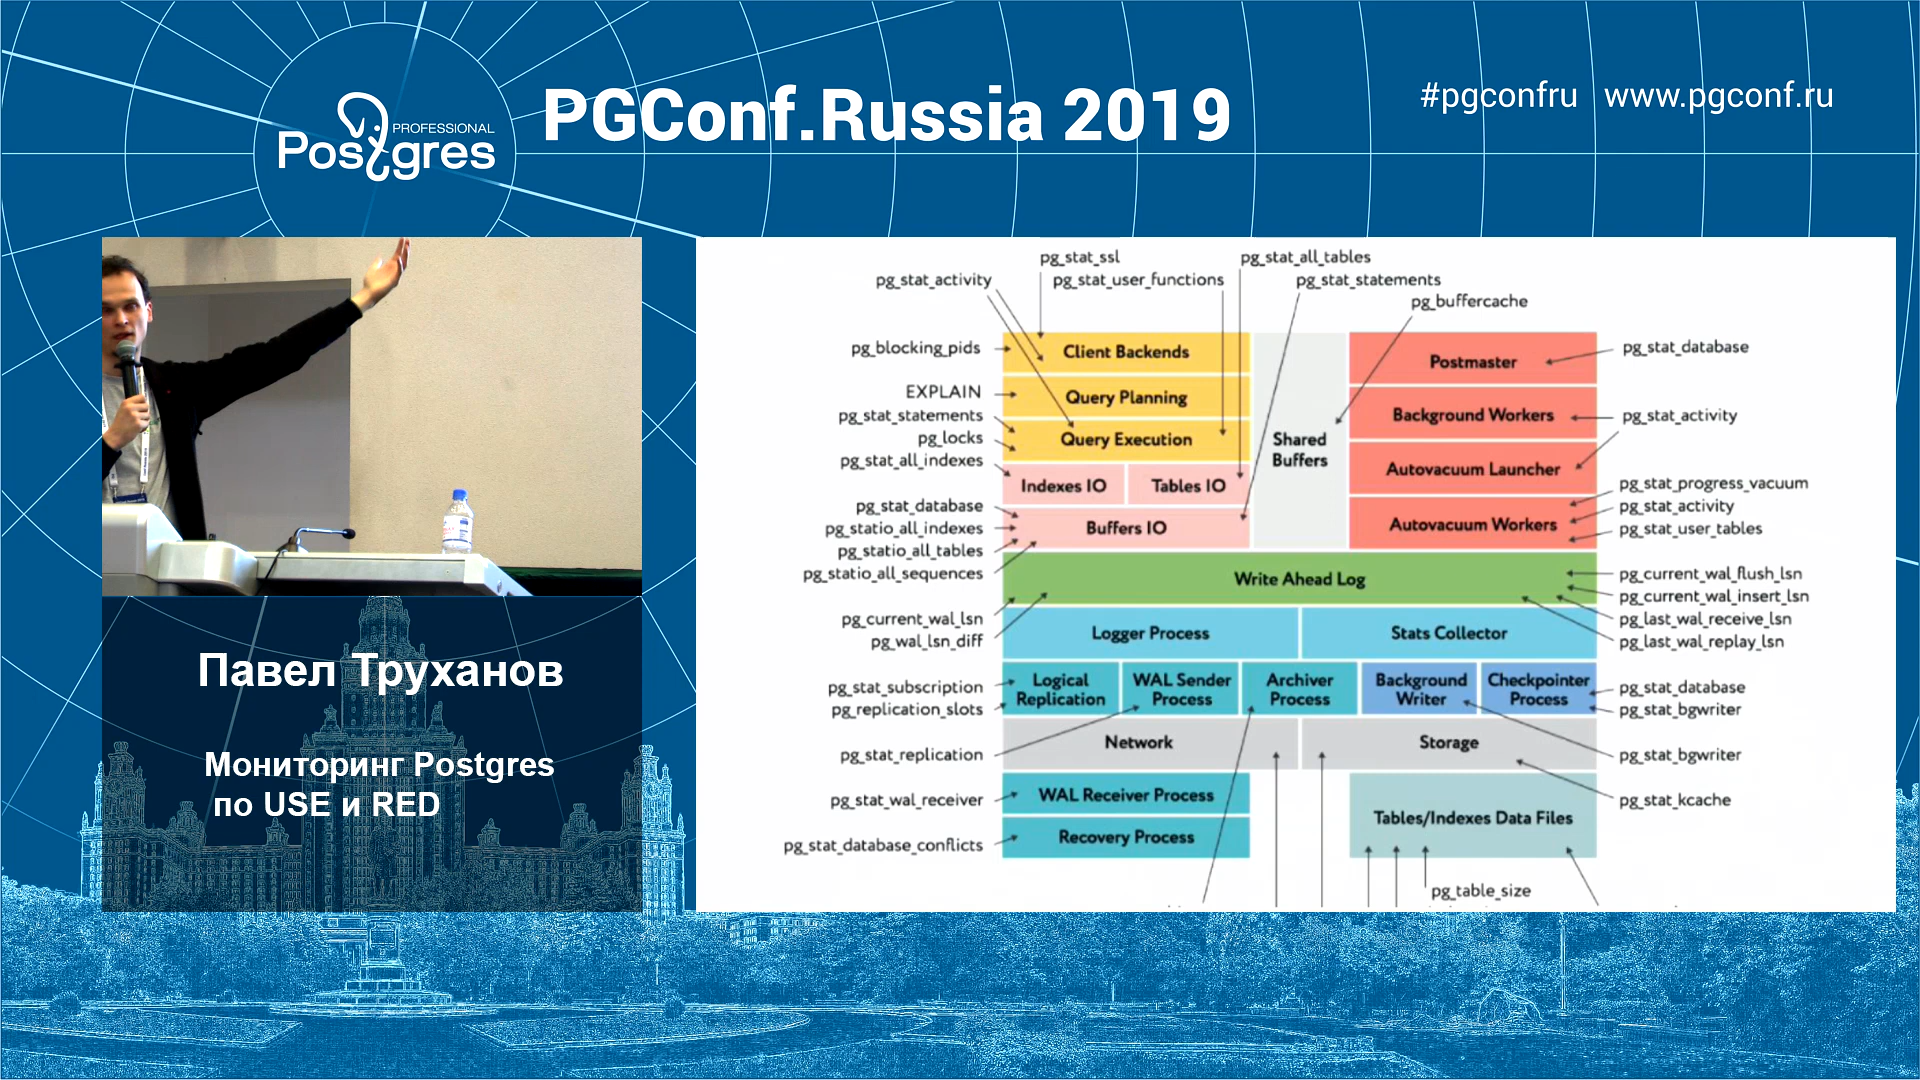 PROFESSIONAL
Postgres
PGConf.Russia 2019
#pgconfru www.pgconf.ru
Павел Труханов
Мониторинг Postgres
по USE и RED
pg_stat_ssl
pg_stat_all_tables
pg_stat_activity
pg_stat_user_functions
pg_stat_statements
pg_buffercache
pg_blocking_pids
Client Backends
Postmaster
pg_stat_database
EXPLAIN
Query Planning
pg_stat_statements
Background Workers
pg_stat_activity
pg_locks
Query Execution
Shared
Buffers
pg_stat_all_indexes
Autovacuum Launcher
Indexes IO
Tables IO
pg_stat_progress_vacuum
pg_stat_database
pg_stat_activity
pg_statio_all_indexes
Buffers IO
Autovacuum Workers
pg_stat_user_tables
pg_statio_all_tables
pg_statio_all_sequences
Write Ahead Log
pg_current_wal_flush_lsn
pg_current_wal_insert_lsn
pg_current_wal_lsn
pg_last_wal_receive_lsn
pg_wal_lsn_diff
Logger Process
Stats Collector
pg_last_wal_replay_lsn
pg_stat_subscription
Logical
Replication
WAL Sender
Process
Archiver
Process
Background
Writer
Checkpointer
Process
pg_stat_database
pg_replication_slots
pg_stat_bgwriter
pg_stat_replication
Network
Storage
pg_stat_bgwriter
pg_stat_wal_receiver
WAL Receiver Process
pg_stat_kcache
Tables/Indexes Data Files
pg_stat_database_conflicts
Recovery Process
pg_table_size